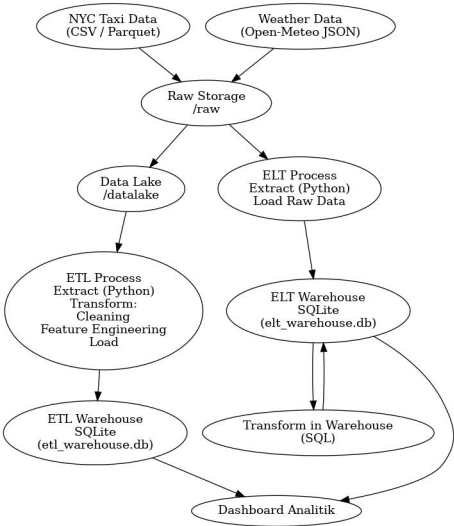 NYC Taxi Data
(CSV / Parquet)
Weather Data
(Open-Meteo JSON)
Raw Storage
/raw
Data Lake
/datalake
ELT Process
Extract (Python)
Load Raw Data
ETL Process
Extract (Python)
Transform:
Cleaning
Feature Engineering
Load
ELT Warehouse
SQLite
(elt_warehouse.db)
ETL Warehouse
SQLite
(etl_warehouse.db)
Transform in Warehouse
(SQL)
Dashboard Analitik